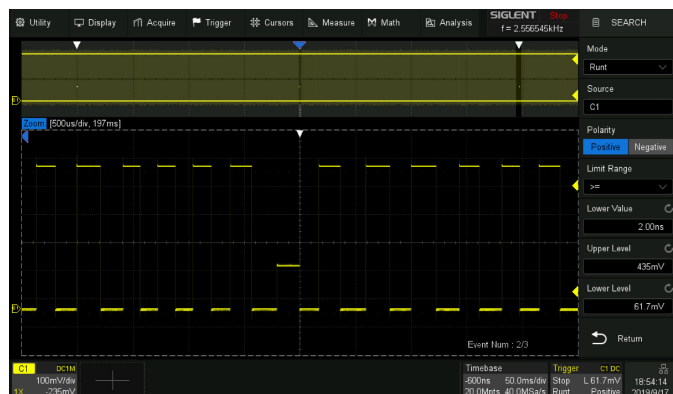 Utility Display Acquire Trigger Cursors Measure Math Analysis
SIGLENT Stop
f = 2.556545kHz
SEARCH
Mode
Runt
Source
C1
Polarity
Positive Negative
Limit Range
>=
Lower Value
2.00ns
Upper Level
435mV
Lower Level
61.7mV
Return
Zoom [500us/div, 197ms]
Event Num : 2/3
C1 DC1M
100mV/div
1X -235mV
Timebase
-600ns 50.0ms/div
20.0Mpts 40.0MSa/s
Trigger C1 DC
Stop L 61.7mV
Runt Positive
18:54:14
2019/9/17